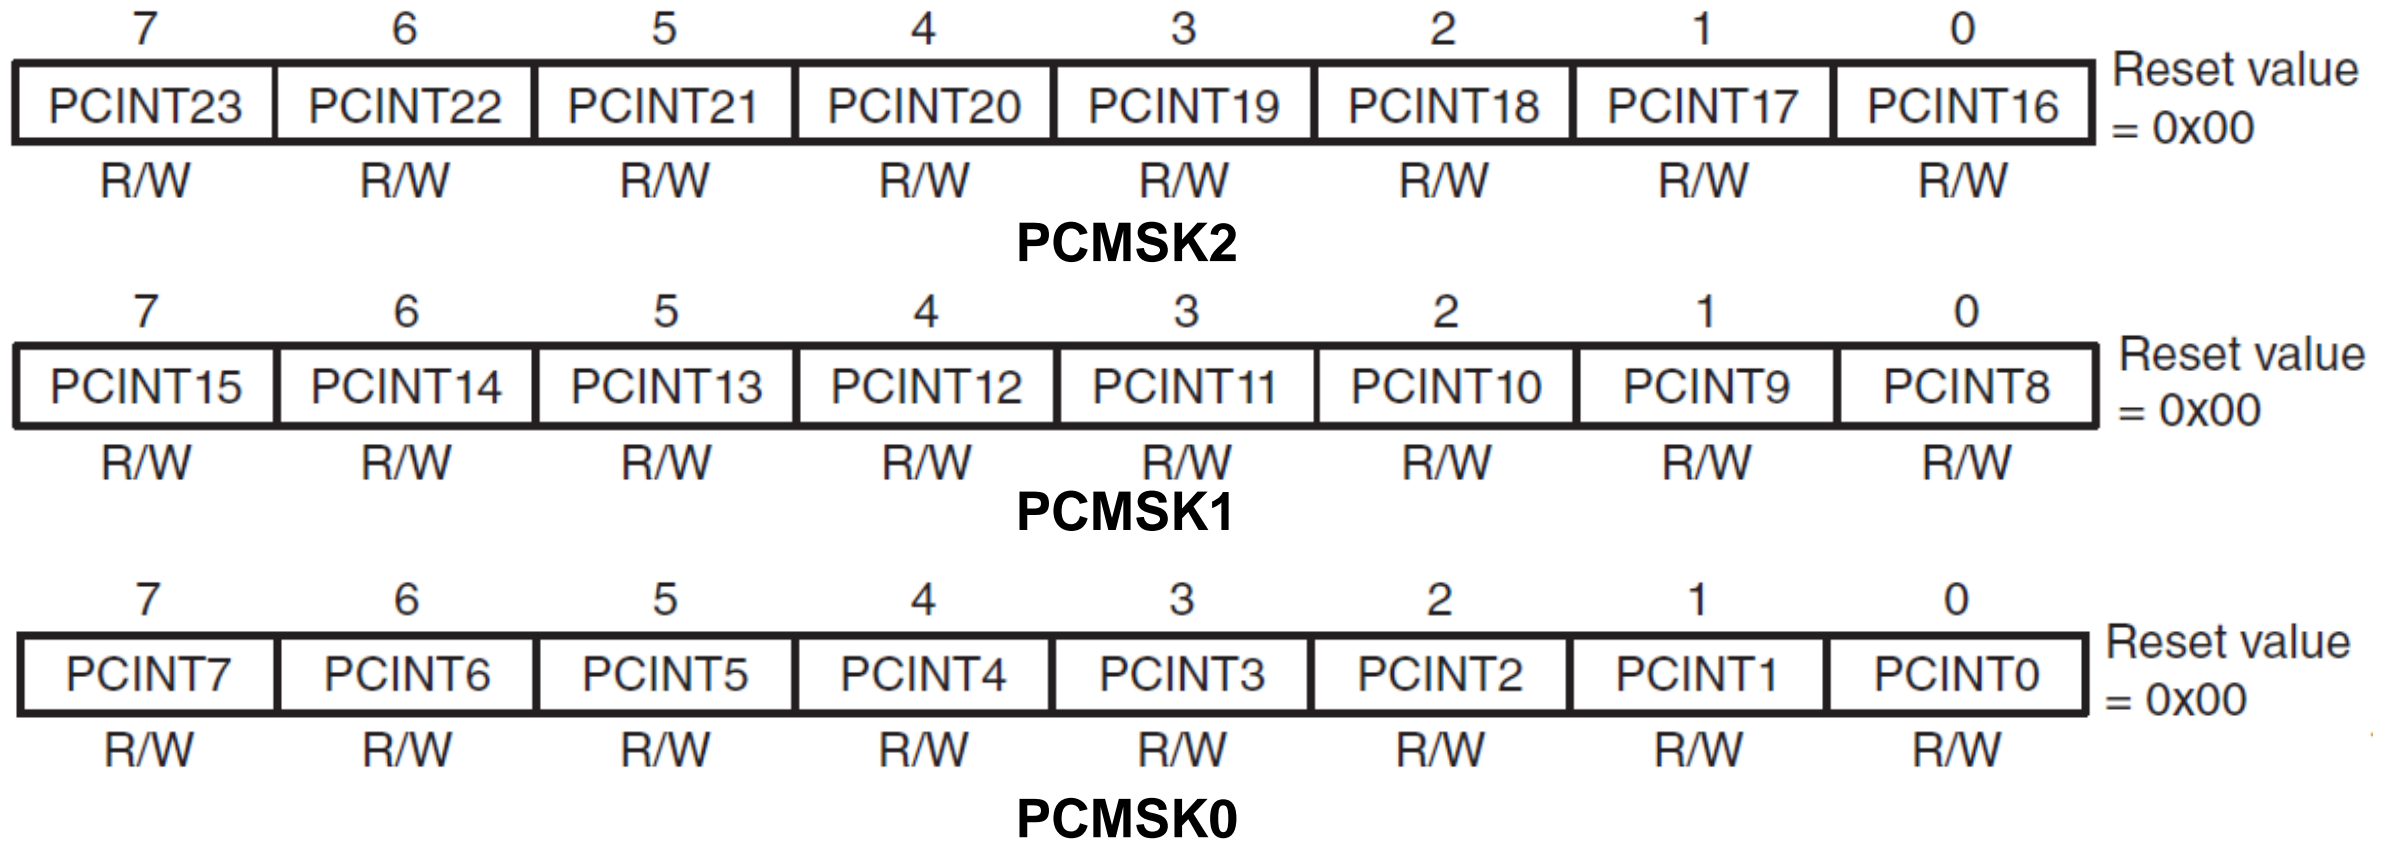 7 6 5 4 3 2 1 0
Reset value
PCINT23 PCINT22 PCINT21 PCINT20 PCINT19 PCINT18 PCINT17 PCINT16
= 0x00
R/W R/W R/W R/W R/W R/W R/W R/W
PCMSK2
7 6 5 4 3 2 1 0
Reset value
PCINT15 PCINT14 PCINT13 PCINT12 PCINT11 PCINT10 PCINT9 PCINT8
= 0x00
R/W R/W R/W R/W R/W R/W R/W R/W
PCMSK1
7 6 5 4 3 2 1 0
Reset value
PCINT7 PCINT6 PCINT5 PCINT4 PCINT3 PCINT2 PCINT1 PCINT0
= 0x00
R/W R/W R/W R/W R/W R/W R/W R/W
PCMSK0